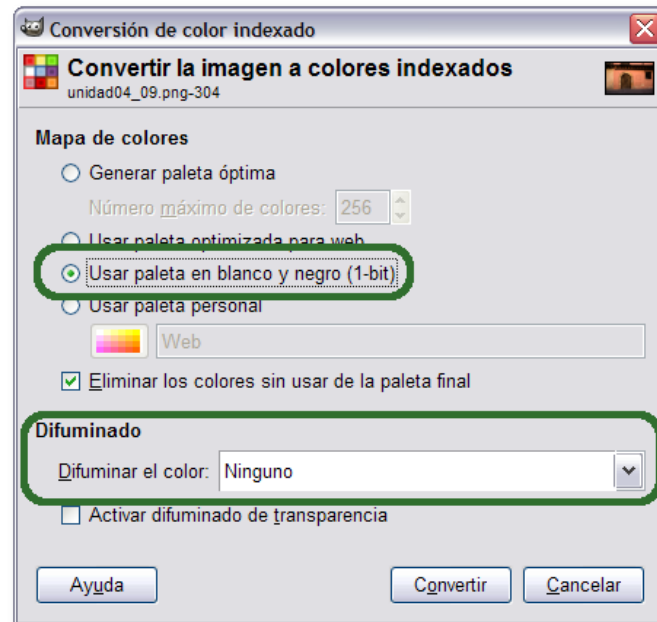 Conversión de color indexado
Convertir la imagen a colores indexados
unidad04_09.png-304
Mapa de colores
Generar paleta óptima
Número máximo de colores: 256
Usar paleta optimizada para web
Usar paleta en blanco y negro (1-bit)
Usar paleta personal
Web
Eliminar los colores sin usar de la paleta final
Difuminado
Difuminar el color: Ninguno
Activar difuminado de transparencia
Ayuda Convertir Cancelar